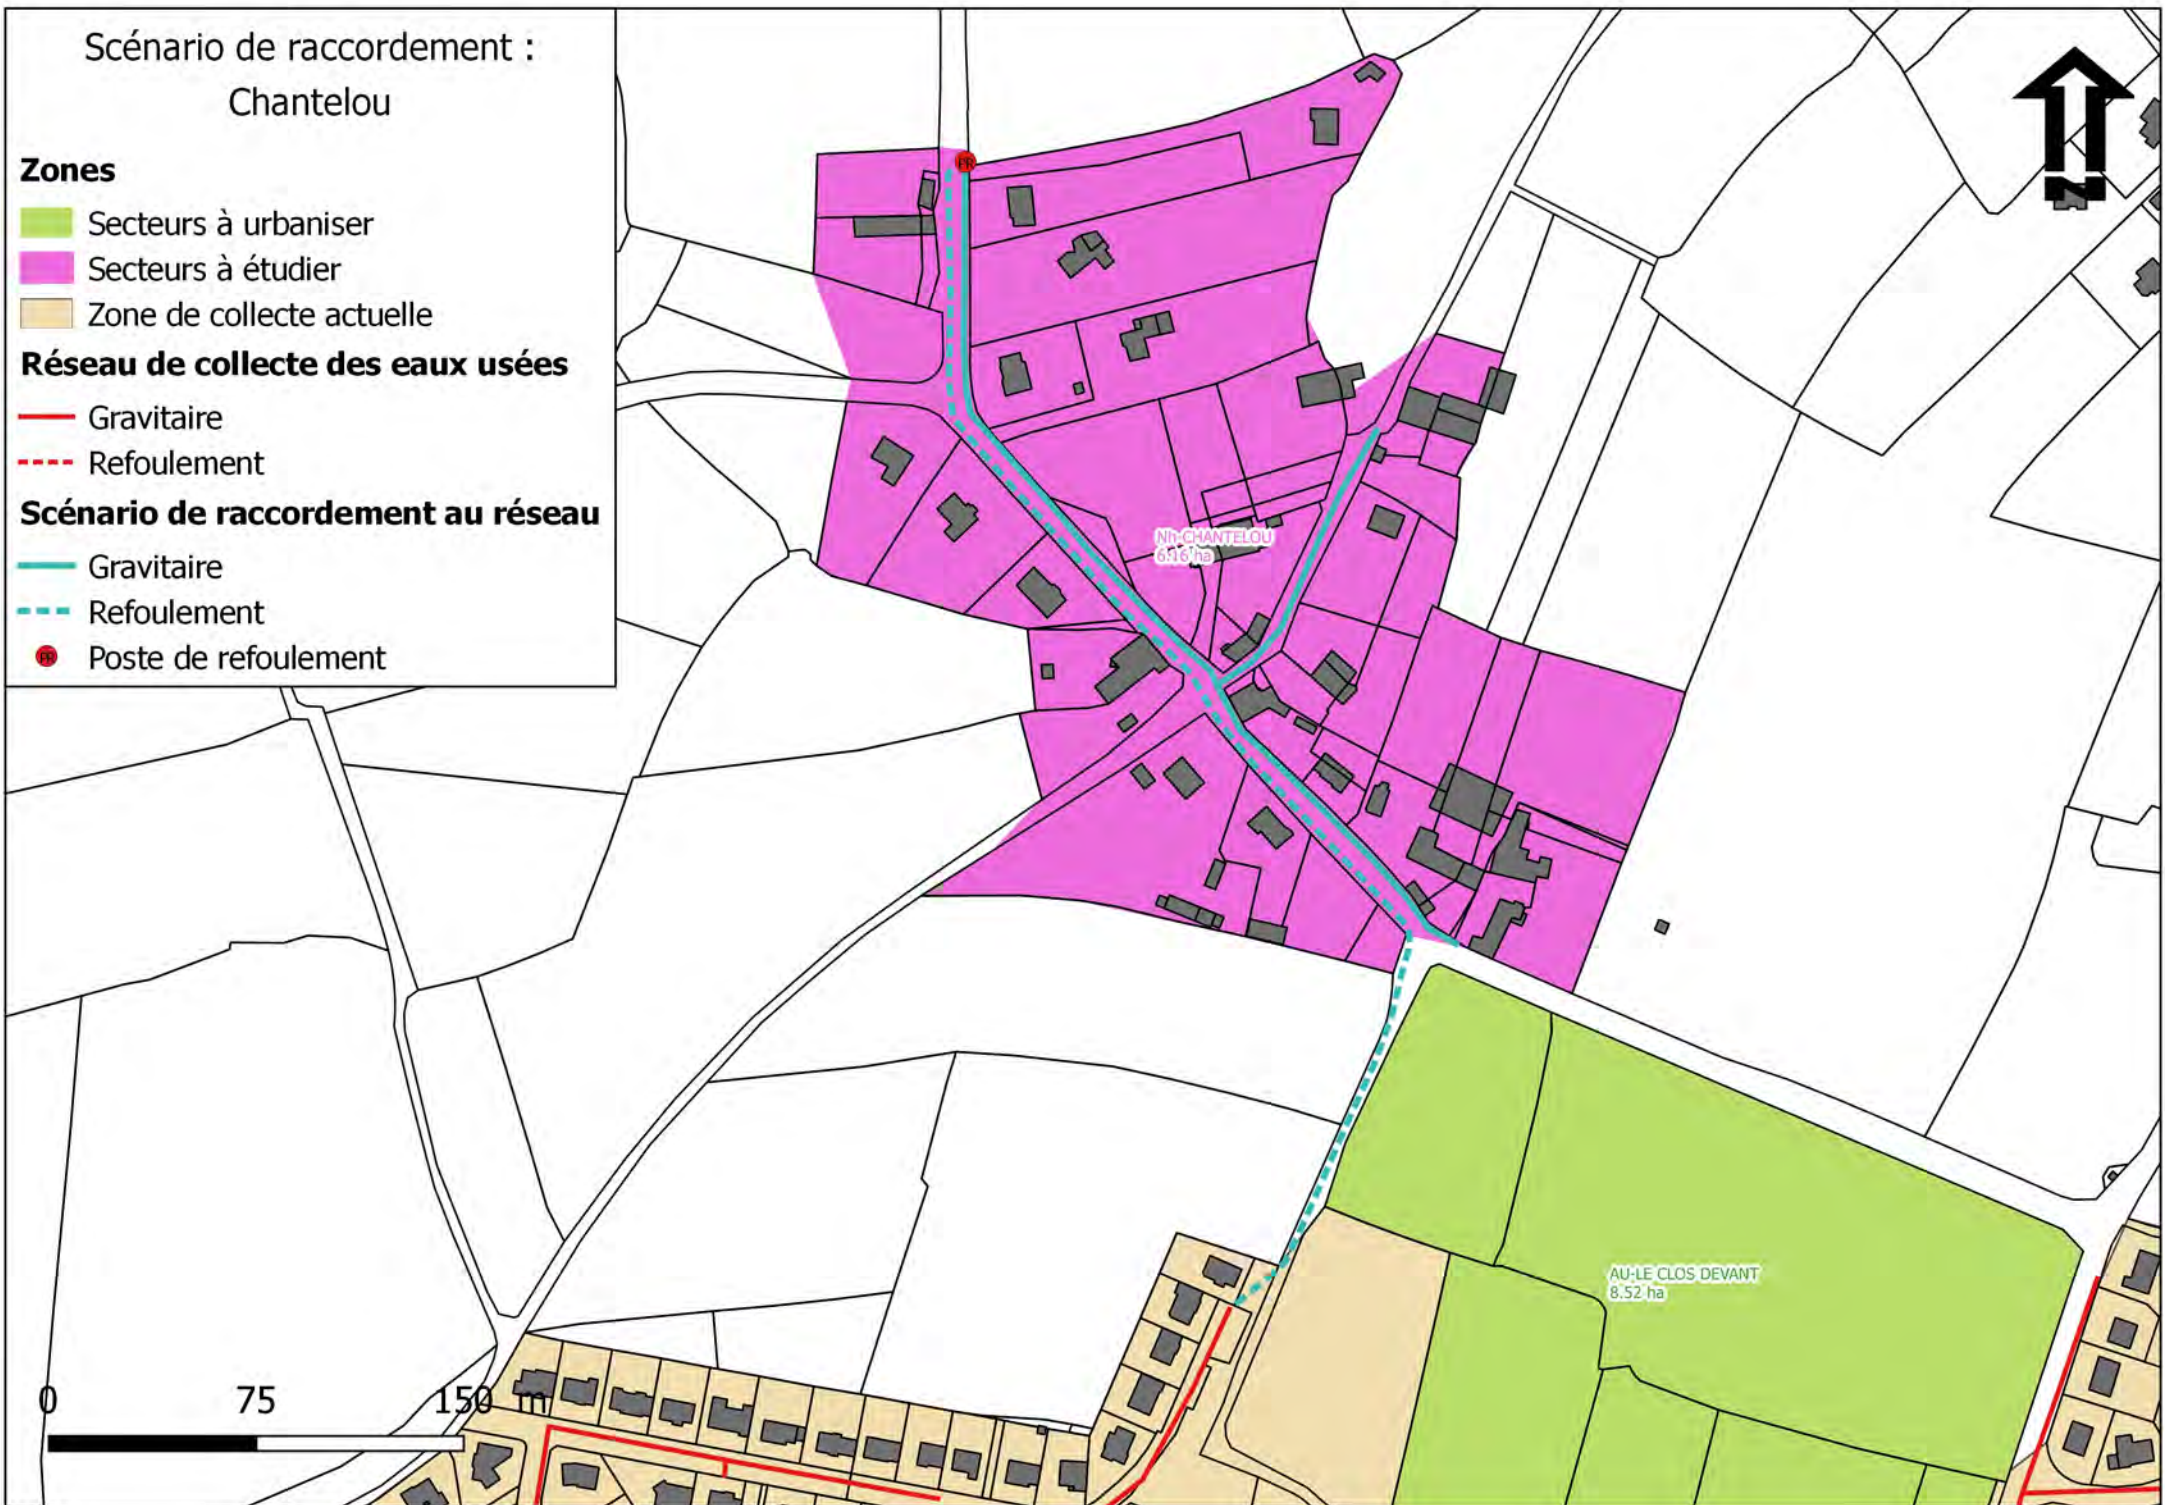 Scénario de raccordement :
Chantelou
Zones
Secteurs à urbaniser
Secteurs à étudier
Zone de collecte actuelle
Réseau de collecte des eaux usées
Gravitaire
Refoulement
Scénario de raccordement au réseau
Gravitaire
Refoulement
PR Poste de refoulement
PR
N
Nh-CHANTELOU
6.16 ha
AU-LE CLOS DEVANT
8.52 ha
0 75 150 m